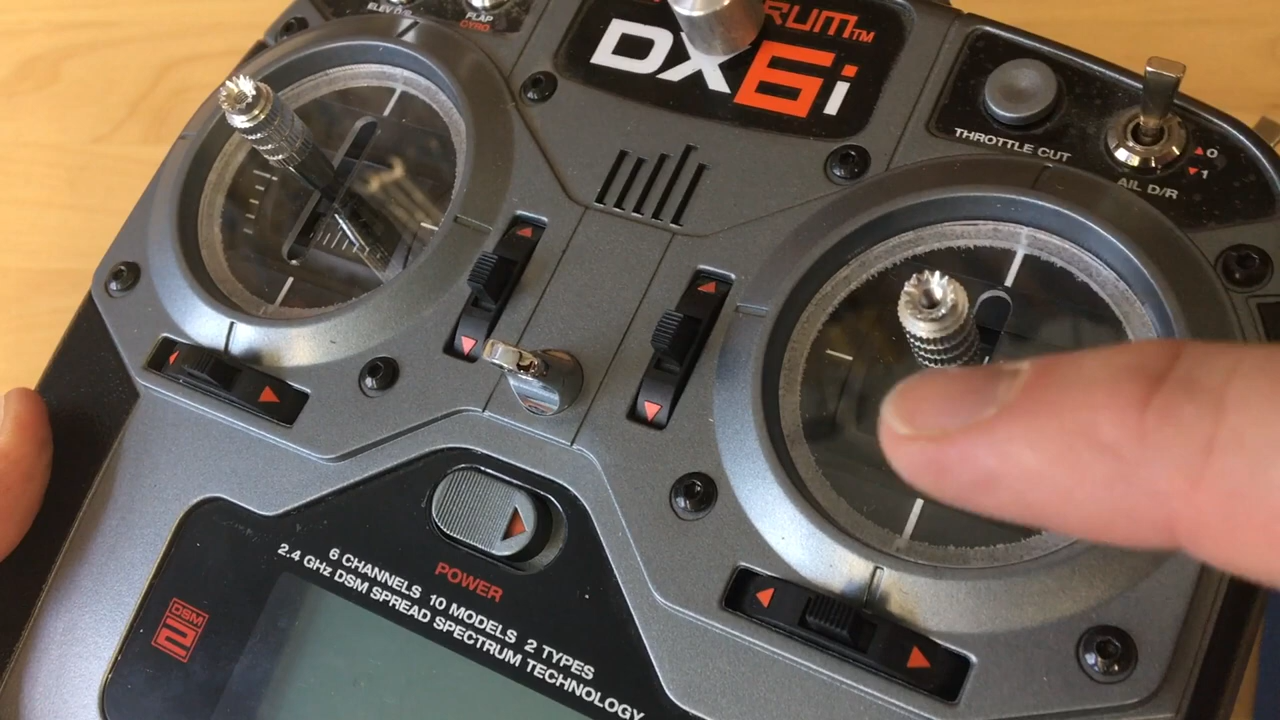 ELEV D/R
FLAP
GYRO
RUM™
DX6i
THROTTLE CUT
AIL D/R
0
1
POWER
6 CHANNELS 10 MODELS 2 TYPES
2.4 GHz DSM SPREAD SPECTRUM TECHNOLOGY
DSM
2